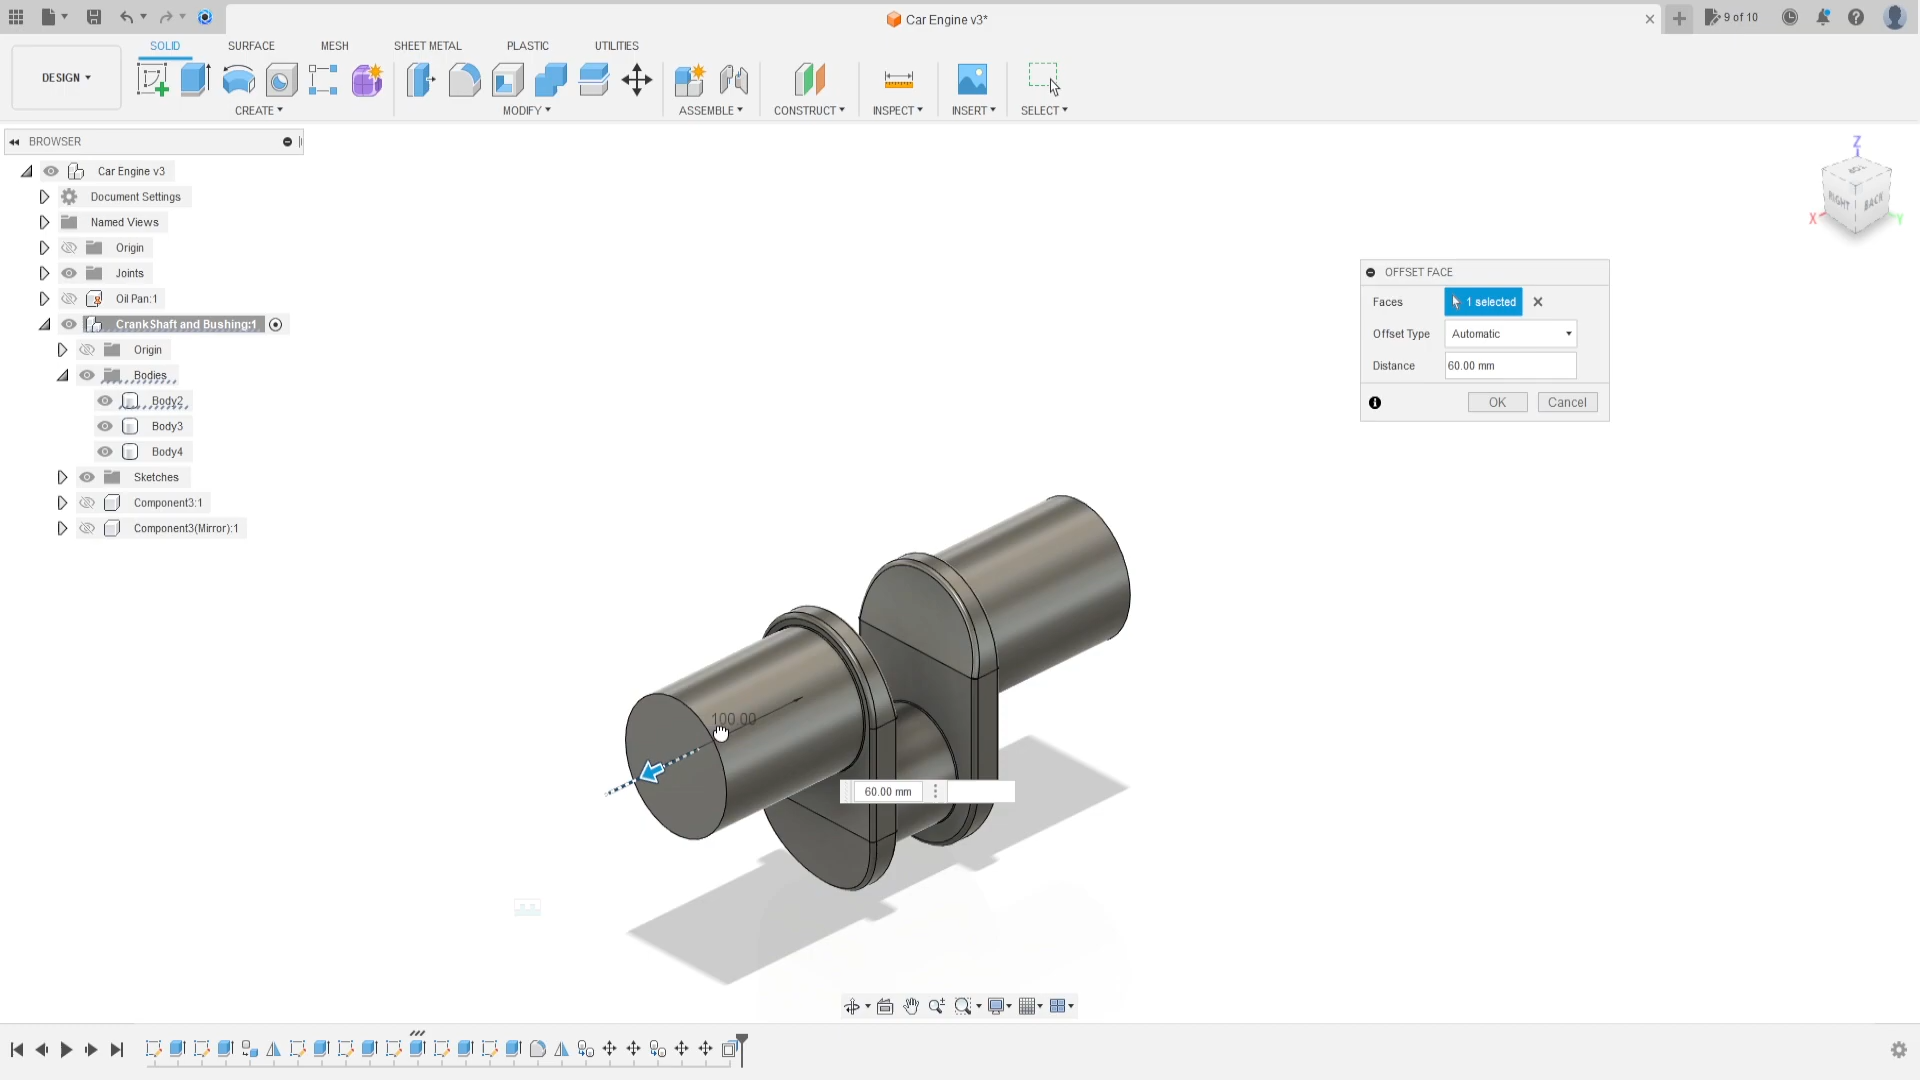 Car Engine v3*
9 of 10
SOLID
SURFACE
MESH
SHEET METAL
PLASTIC
UTILITIES
DESIGN
CREATE
MODIFY
ASSEMBLE
CONSTRUCT
INSPECT
INSERT
SELECT
BROWSER
Car Engine v3
Document Settings
Named Views
Origin
Joints
Oil Pan:1
CrankShaft and Bushing:1
Origin
Bodies
Body2
Body3
Body4
Sketches
Component3:1
Component3(Mirror):1
Z
RIGHT
BACK
X
Y
OFFSET FACE
Faces
1 selected
Offset Type
Automatic
Distance
60.00 mm
OK
Cancel
100.00
60.00 mm